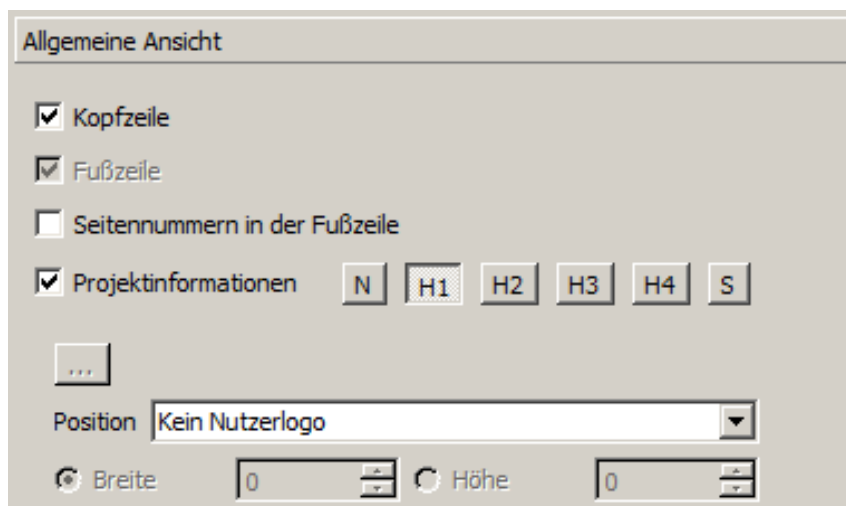 Allgemeine Ansicht
Kopfzeile
Fußzeile
Seitennummern in der Fußzeile
Projektinformationen N H1 H2 H3 H4 S
...
Position Kein Nutzerlogo
Breite 0 Höhe 0